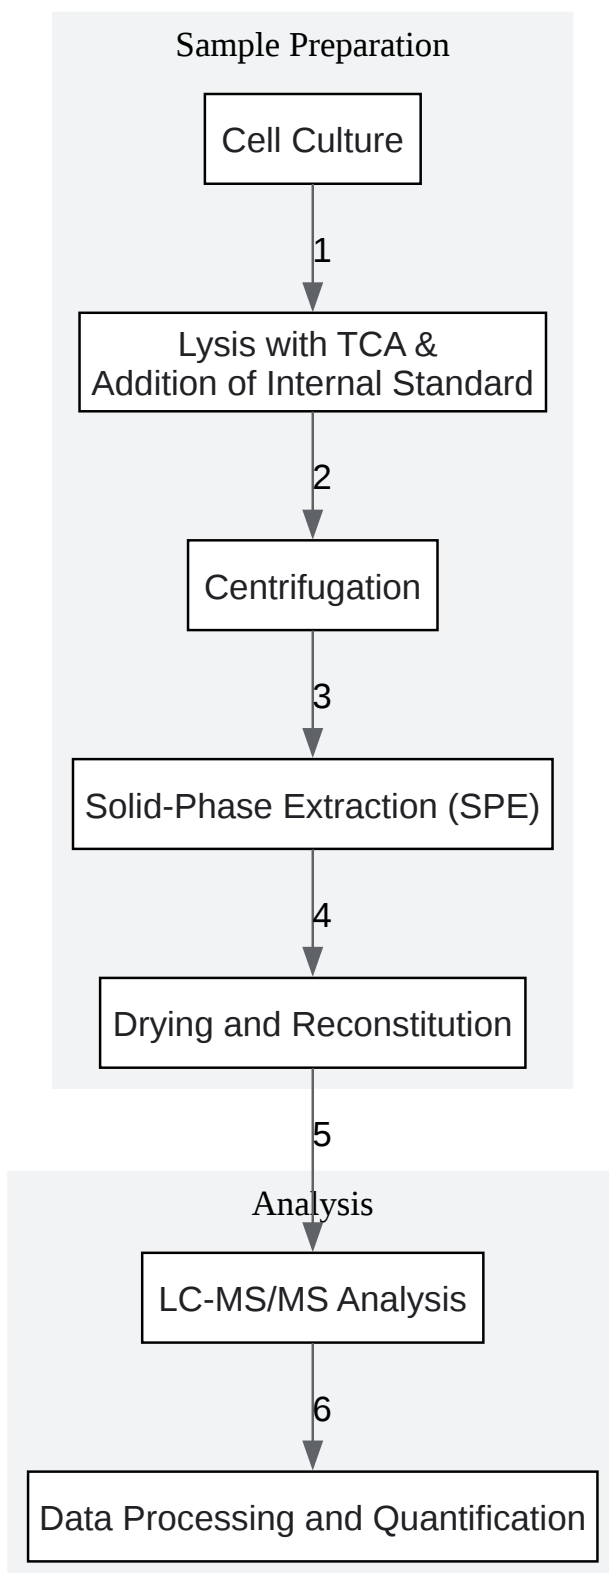 Sample Preparation
Cell Culture
1
Lysis with TCA &
Addition of Internal Standard
2
Centrifugation
3
Solid-Phase Extraction (SPE)
4
Drying and Reconstitution
5
Analysis
LC-MS/MS Analysis
6
Data Processing and Quantification